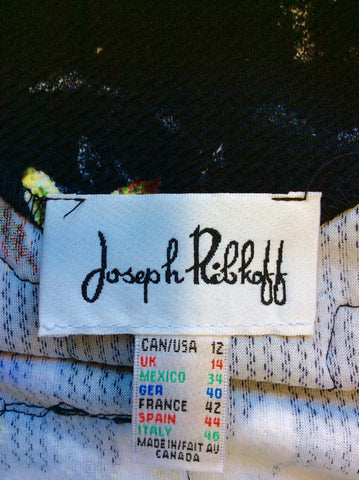 Joseph Ribkoff
CAN/USA 12
UK 14
MEXICO 34
GER 40
FRANCE 42
SPAIN 44
ITALY 46
MADE IN/FAIT AU
CANADA